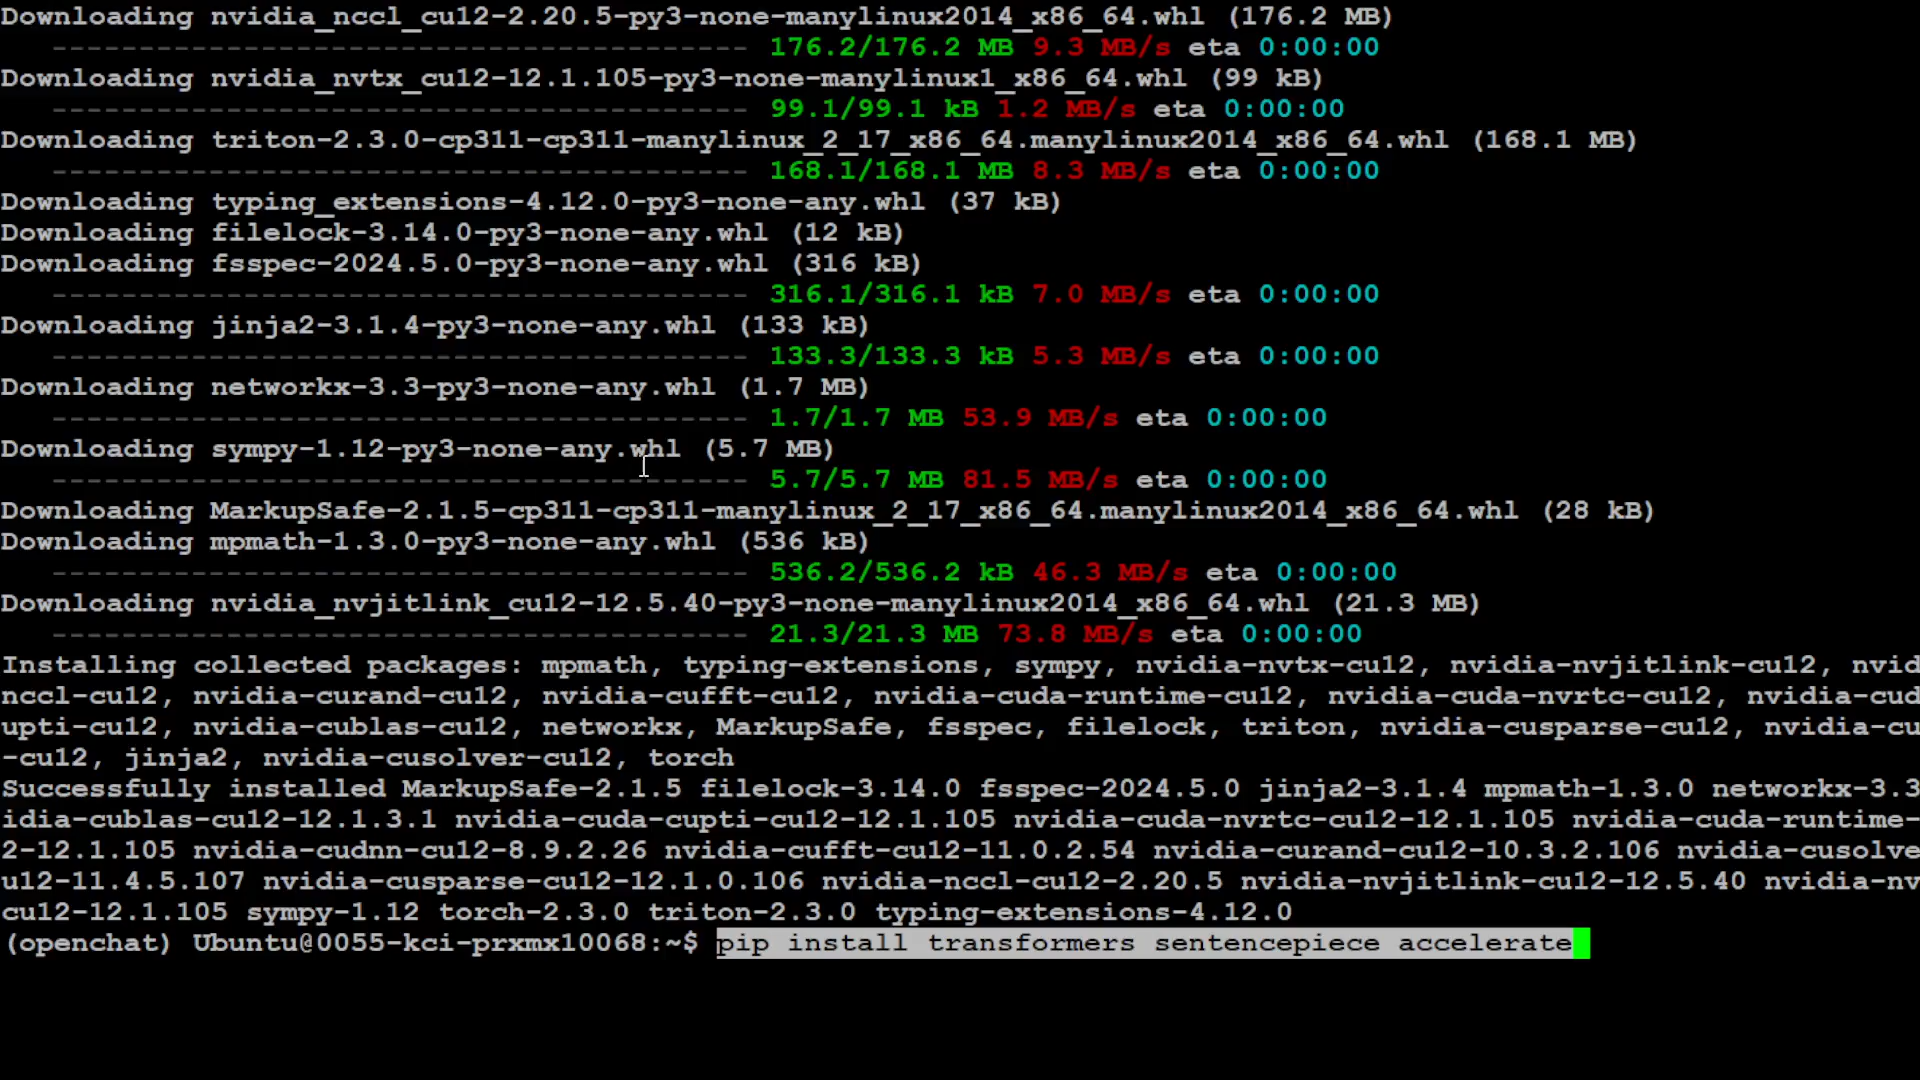 Downloading nvidia_nccl_cu12-2.20.5-py3-none-manylinux2014_x86_64.whl (176.2 MB)
---------------------------------------- 176.2/176.2 MB 9.3 MB/s eta 0:00:00
Downloading nvidia_nvtx_cu12-12.1.105-py3-none-manylinux1_x86_64.whl (99 kB)
---------------------------------------- 99.1/99.1 kB 1.2 MB/s eta 0:00:00
Downloading triton-2.3.0-cp311-cp311-manylinux_2_17_x86_64.manylinux2014_x86_64.whl (168.1 MB)
---------------------------------------- 168.1/168.1 MB 8.3 MB/s eta 0:00:00
Downloading typing_extensions-4.12.0-py3-none-any.whl (37 kB)
Downloading filelock-3.14.0-py3-none-any.whl (12 kB)
Downloading fsspec-2024.5.0-py3-none-any.whl (316 kB)
---------------------------------------- 316.1/316.1 kB 7.0 MB/s eta 0:00:00
Downloading jinja2-3.1.4-py3-none-any.whl (133 kB)
---------------------------------------- 133.3/133.3 kB 5.3 MB/s eta 0:00:00
Downloading networkx-3.3-py3-none-any.whl (1.7 MB)
---------------------------------------- 1.7/1.7 MB 53.9 MB/s eta 0:00:00
Downloading sympy-1.12-py3-none-any.whl (5.7 MB)
---------------------------------------- 5.7/5.7 MB 81.5 MB/s eta 0:00:00
Downloading MarkupSafe-2.1.5-cp311-cp311-manylinux_2_17_x86_64.manylinux2014_x86_64.whl (28 kB)
Downloading mpmath-1.3.0-py3-none-any.whl (536 kB)
---------------------------------------- 536.2/536.2 kB 46.3 MB/s eta 0:00:00
Downloading nvidia_nvjitlink_cu12-12.5.40-py3-none-manylinux2014_x86_64.whl (21.3 MB)
---------------------------------------- 21.3/21.3 MB 73.8 MB/s eta 0:00:00
Installing collected packages: mpmath, typing-extensions, sympy, nvidia-nvtx-cu12, nvidia-nvjitlink-cu12, nvid
nccl-cu12, nvidia-curand-cu12, nvidia-cufft-cu12, nvidia-cuda-runtime-cu12, nvidia-cuda-nvrtc-cu12, nvidia-cud
upti-cu12, nvidia-cublas-cu12, networkx, MarkupSafe, fsspec, filelock, triton, nvidia-cusparse-cu12, nvidia-cu
-cu12, jinja2, nvidia-cusolver-cu12, torch
Successfully installed MarkupSafe-2.1.5 filelock-3.14.0 fsspec-2024.5.0 jinja2-3.1.4 mpmath-1.3.0 networkx-3.3
idia-cublas-cu12-12.1.3.1 nvidia-cuda-cupti-cu12-12.1.105 nvidia-cuda-nvrtc-cu12-12.1.105 nvidia-cuda-runtime-
2-12.1.105 nvidia-cudnn-cu12-8.9.2.26 nvidia-cufft-cu12-11.0.2.54 nvidia-curand-cu12-10.3.2.106 nvidia-cusolve
u12-11.4.5.107 nvidia-cusparse-cu12-12.1.0.106 nvidia-nccl-cu12-2.20.5 nvidia-nvjitlink-cu12-12.5.40 nvidia-nv
cu12-12.1.105 sympy-1.12 torch-2.3.0 triton-2.3.0 typing-extensions-4.12.0
(openchat) Ubuntu@0055-kci-prxmx10068:~$ pip install transformers sentencepiece accelerate